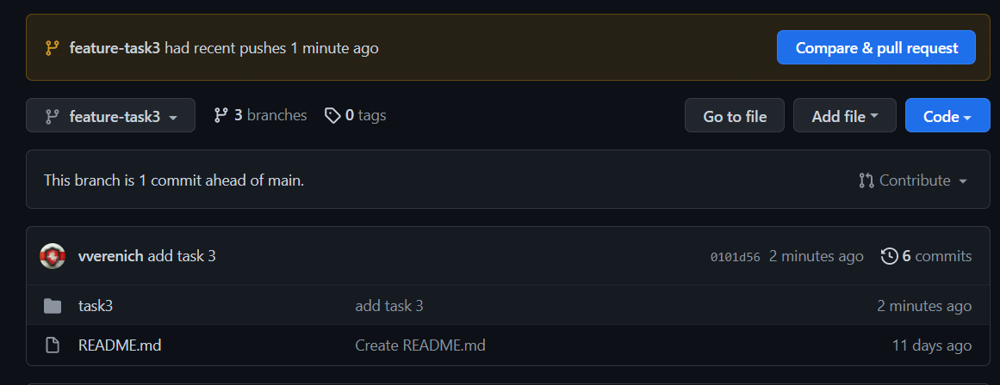 feature-task3 had recent pushes 1 minute ago
Compare & pull request
feature-task3
3 branches
0 tags
Go to file
Add file
Code
This branch is 1 commit ahead of main.
Contribute
vverenich add task 3
0101d56 2 minutes ago
6 commits
task3
add task 3
2 minutes ago
README.md
Create README.md
11 days ago